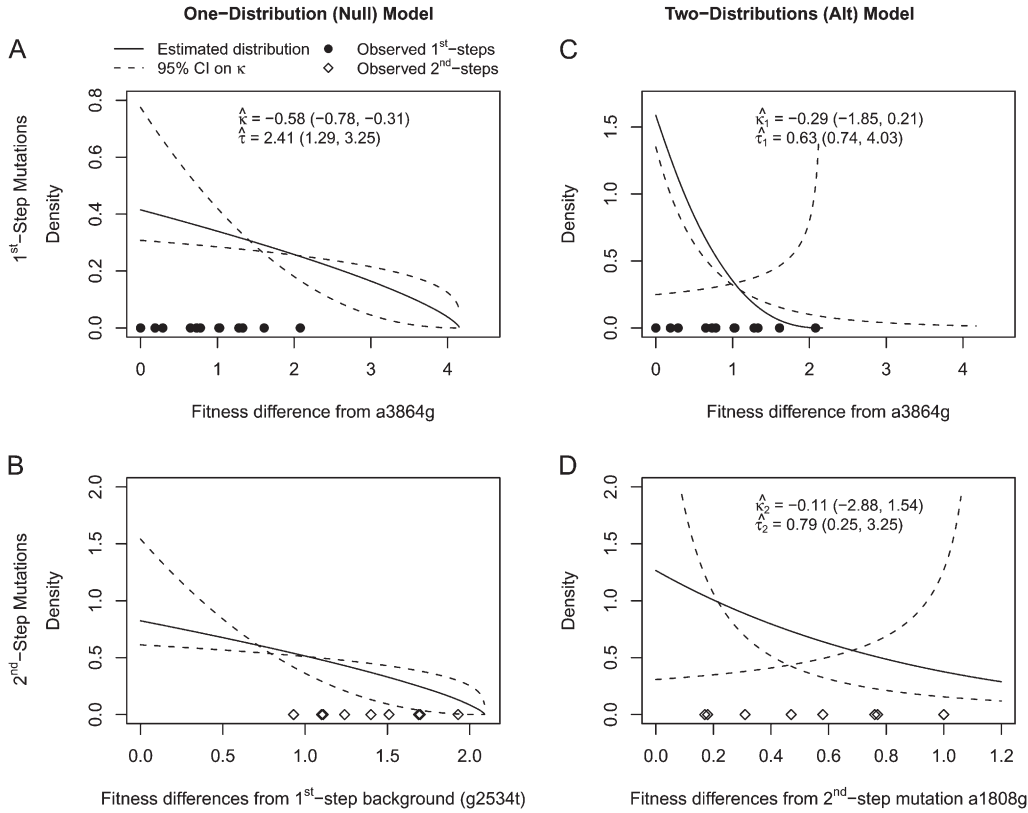 One−Distribution (Null) Model
Two−Distributions (Alt) Model
A
Estimated distribution
Observed 1st−steps
95% CI on κ
Observed 2nd−steps
1st−Step Mutations
Density
0.8
0.6
0.4
0.2
0.0
κ̂ = −0.58 (−0.78, −0.31)
τ̂ = 2.41 (1.29, 3.25)
0 1 2 3 4
Fitness difference from a3864g
C
Density
1.5
1.0
0.5
0.0
κ̂1 = −0.29 (−1.85, 0.21)
τ̂1 = 0.63 (0.74, 4.03)
0 1 2 3 4
Fitness difference from a3864g
B
2nd−Step Mutations
Density
2.0
1.5
1.0
0.5
0.0
0.0 0.5 1.0 1.5 2.0
Fitness differences from 1st−step background (g2534t)
D
Density
2.0
1.5
1.0
0.5
0.0
κ̂2 = −0.11 (−2.88, 1.54)
τ̂2 = 0.79 (0.25, 3.25)
0.0 0.2 0.4 0.6 0.8 1.0 1.2
Fitness differences from 2nd−step mutation a1808g